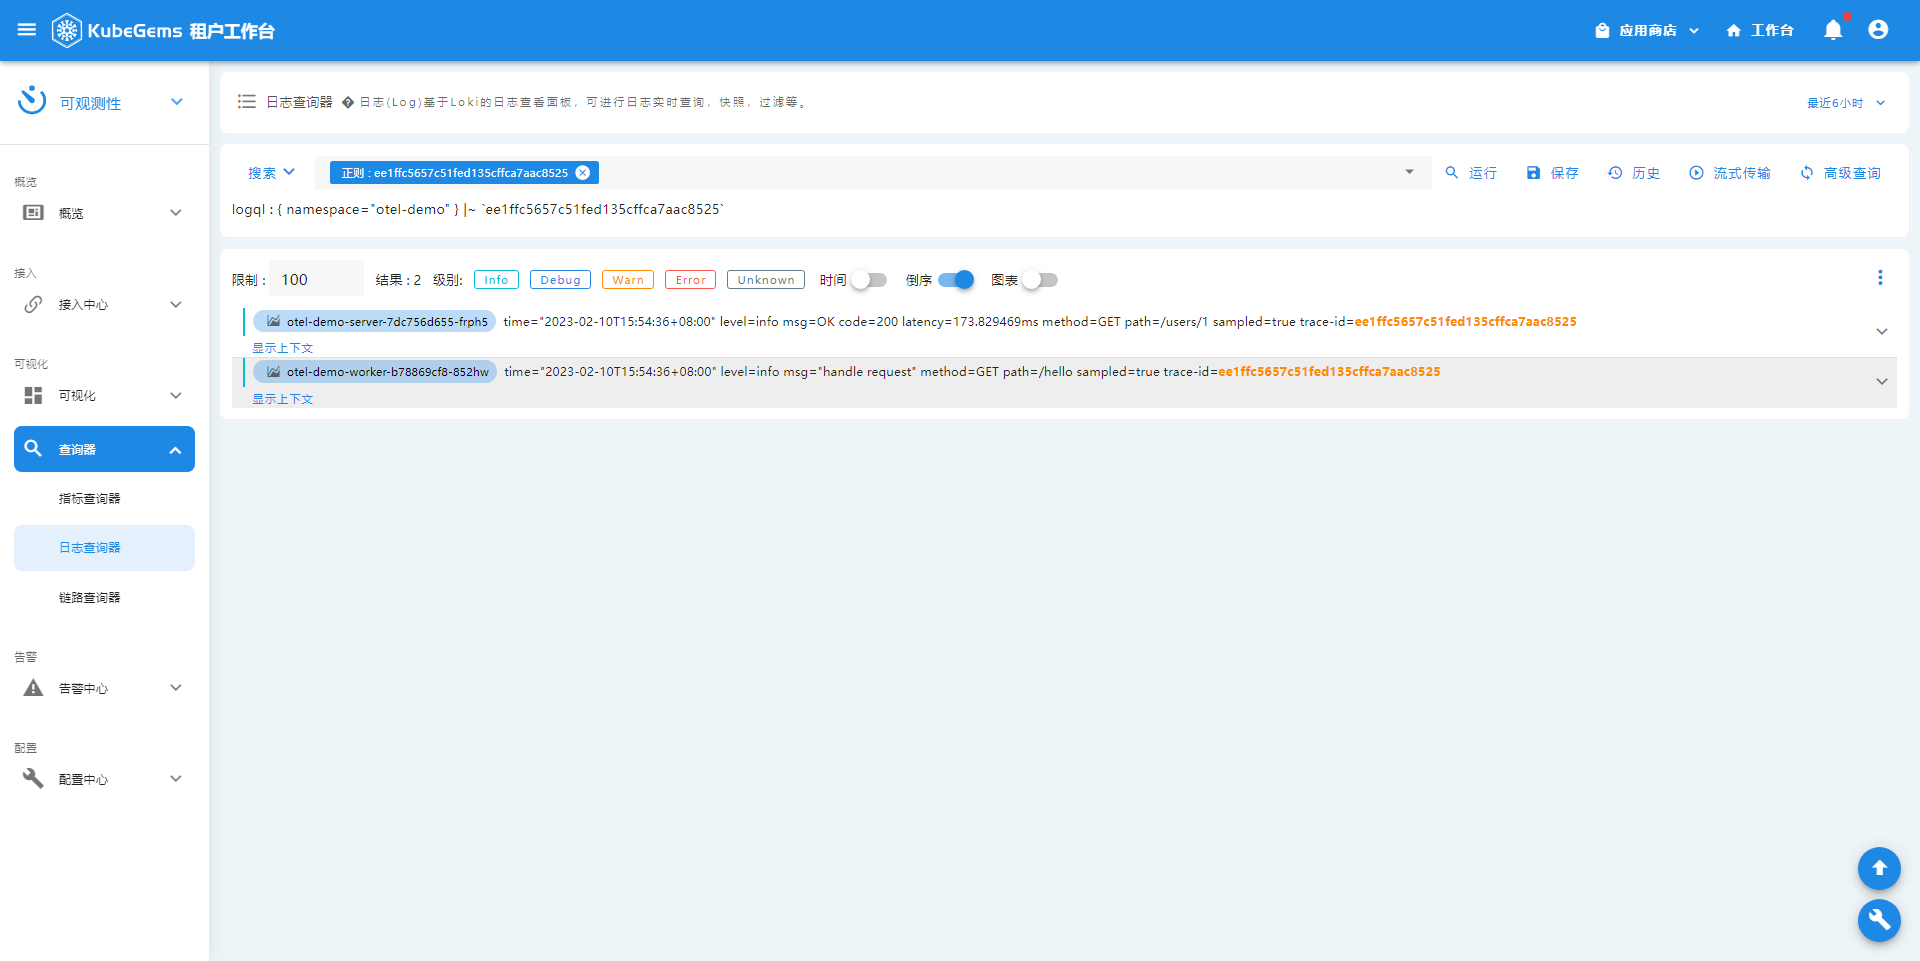 KubeGems 租户工作台
应用商店
工作台
可观测性
概览
概览
接入
接入中心
可视化
可视化
查询器
指标查询器
日志查询器
链路查询器
告警
告警中心
配置
配置中心
日志查询器 日志(Log)基于Loki的日志查看面板，可进行日志实时查询，快照，过滤等。
最近6小时
搜索
正则 : ee1ffc5657c51fed135cffca7aac8525
运行
保存
历史
流式传输
高级查询
logql : { namespace="otel-demo" } |~ `ee1ffc5657c51fed135cffca7aac8525`
限制 : 100 结果 : 2 级别: Info Debug Warn Error Unknown 时间 倒序 图表
otel-demo-server-7dc756d655-frph5 time="2023-02-10T15:54:36+08:00" level=info msg=OK code=200 latency=173.829469ms method=GET path=/users/1 sampled=true trace-id=ee1ffc5657c51fed135cffca7aac8525
显示上下文
otel-demo-worker-b78869cf8-852hw time="2023-02-10T15:54:36+08:00" level=info msg="handle request" method=GET path=/hello sampled=true trace-id=ee1ffc5657c51fed135cffca7aac8525
显示上下文